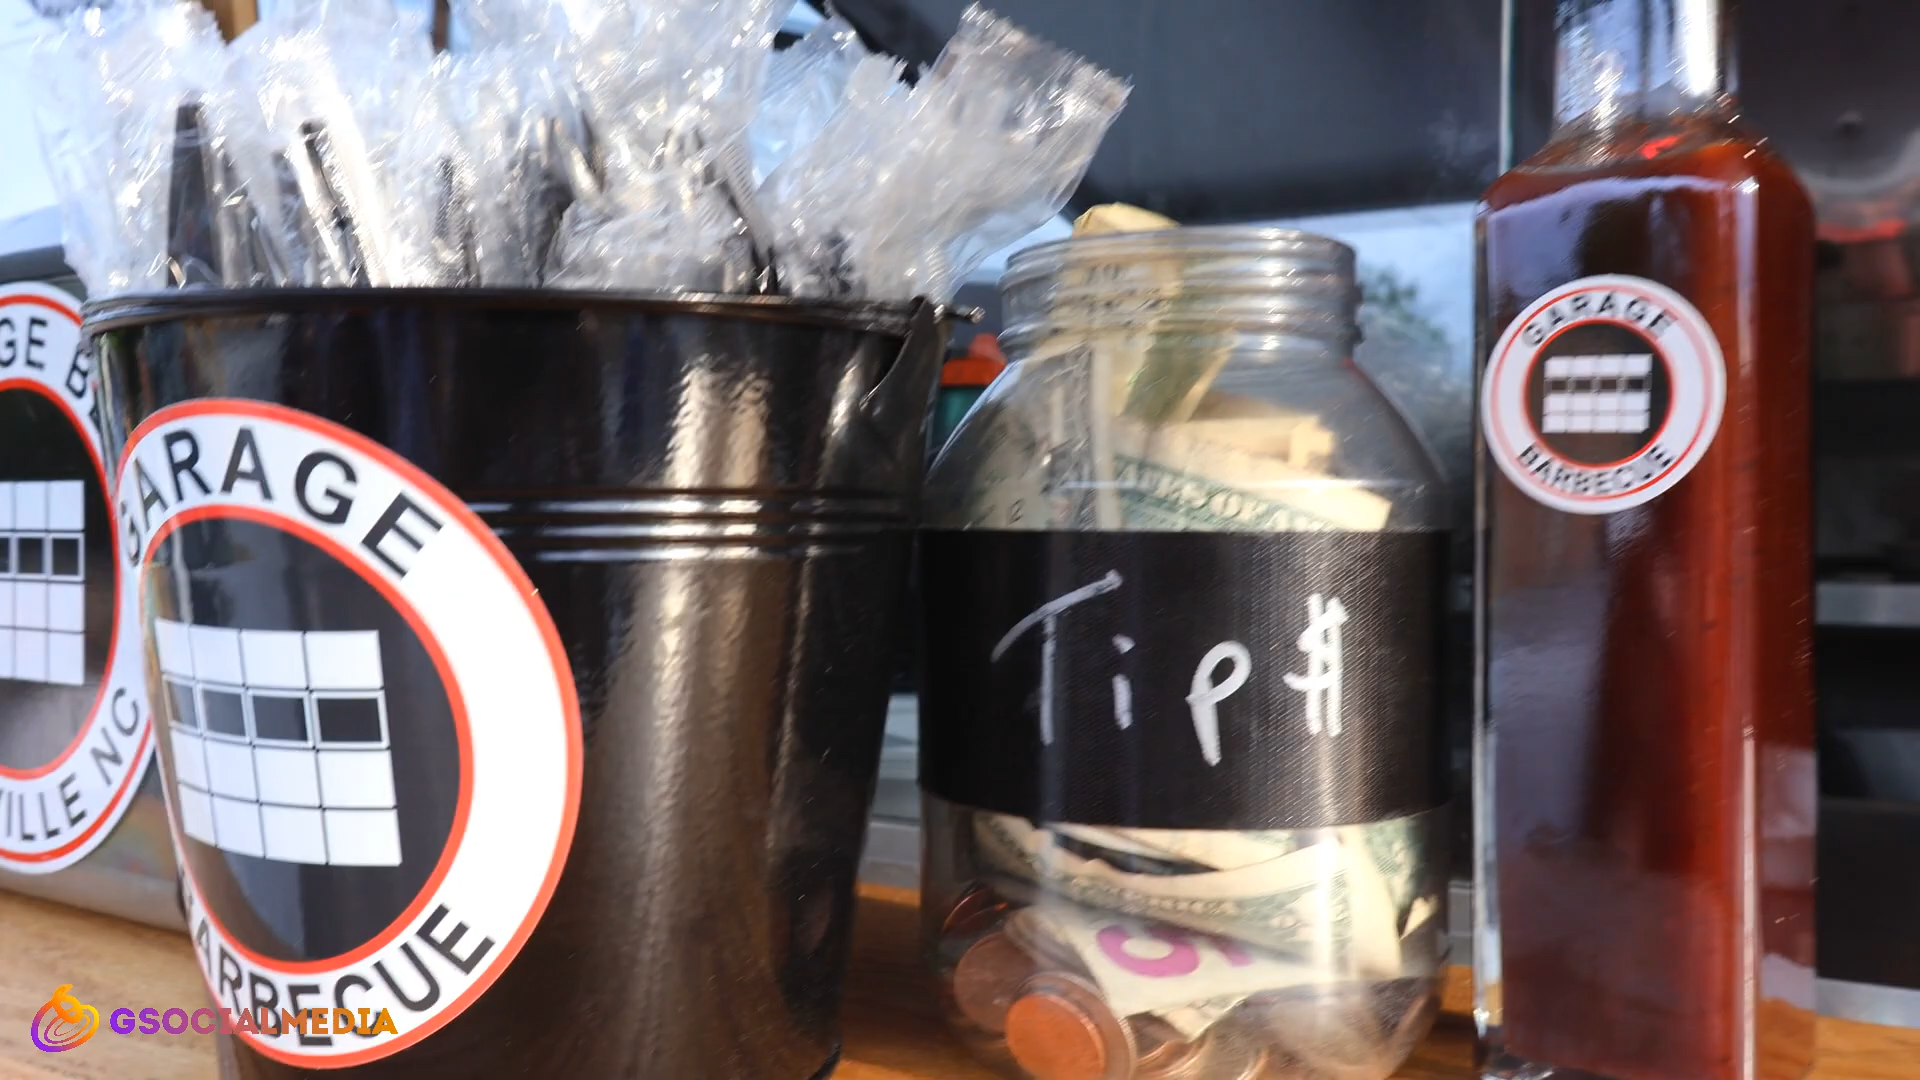 GE B
VILLE NC
GARAGE
BARBECUE
Tip$
GARAGE
BARBECUE
GSOCIALMEDIA